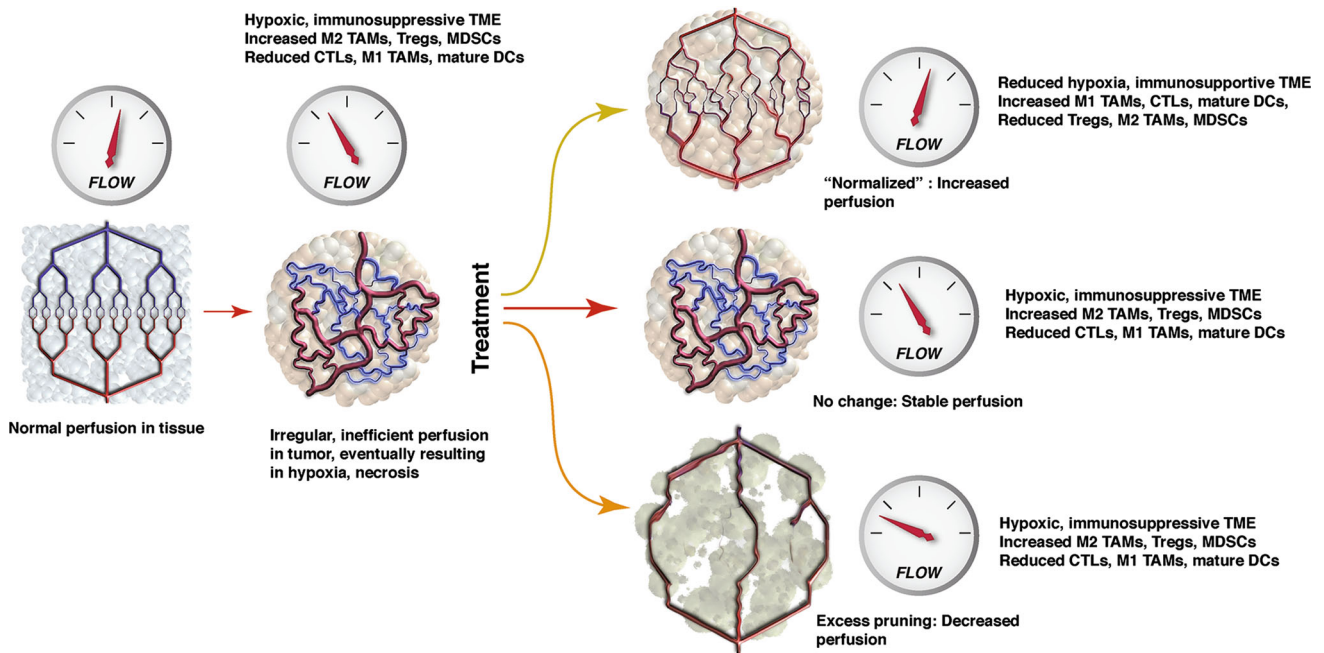 Hypoxic, immunosuppressive TME
Increased M2 TAMs, Tregs, MDSCs
Reduced CTLs, M1 TAMs, mature DCs
FLOW
FLOW
Normal perfusion in tissue
Irregular, inefficient perfusion
in tumor, eventually resulting
in hypoxia, necrosis
Treatment
FLOW
Reduced hypoxia, immunosupportive TME
Increased M1 TAMs, CTLs, mature DCs,
Reduced Tregs, M2 TAMs, MDSCs
“Normalized” : Increased
perfusion
FLOW
Hypoxic, immunosuppressive TME
Increased M2 TAMs, Tregs, MDSCs
Reduced CTLs, M1 TAMs, mature DCs
No change: Stable perfusion
FLOW
Hypoxic, immunosuppressive TME
Increased M2 TAMs, Tregs, MDSCs
Reduced CTLs, M1 TAMs, mature DCs
Excess pruning: Decreased
perfusion